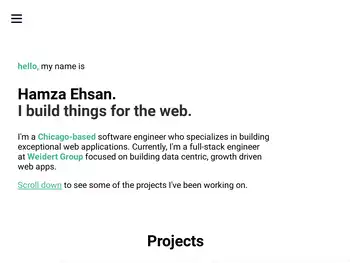 hello, my name is
Hamza Ehsan.
I build things for the web.
I'm a Chicago-based software engineer who specializes in building
exceptional web applications. Currently, I'm a full-stack engineer
at Weidert Group focused on building data centric, growth driven
web apps.
Scroll down to see some of the projects I've been working on.
Projects